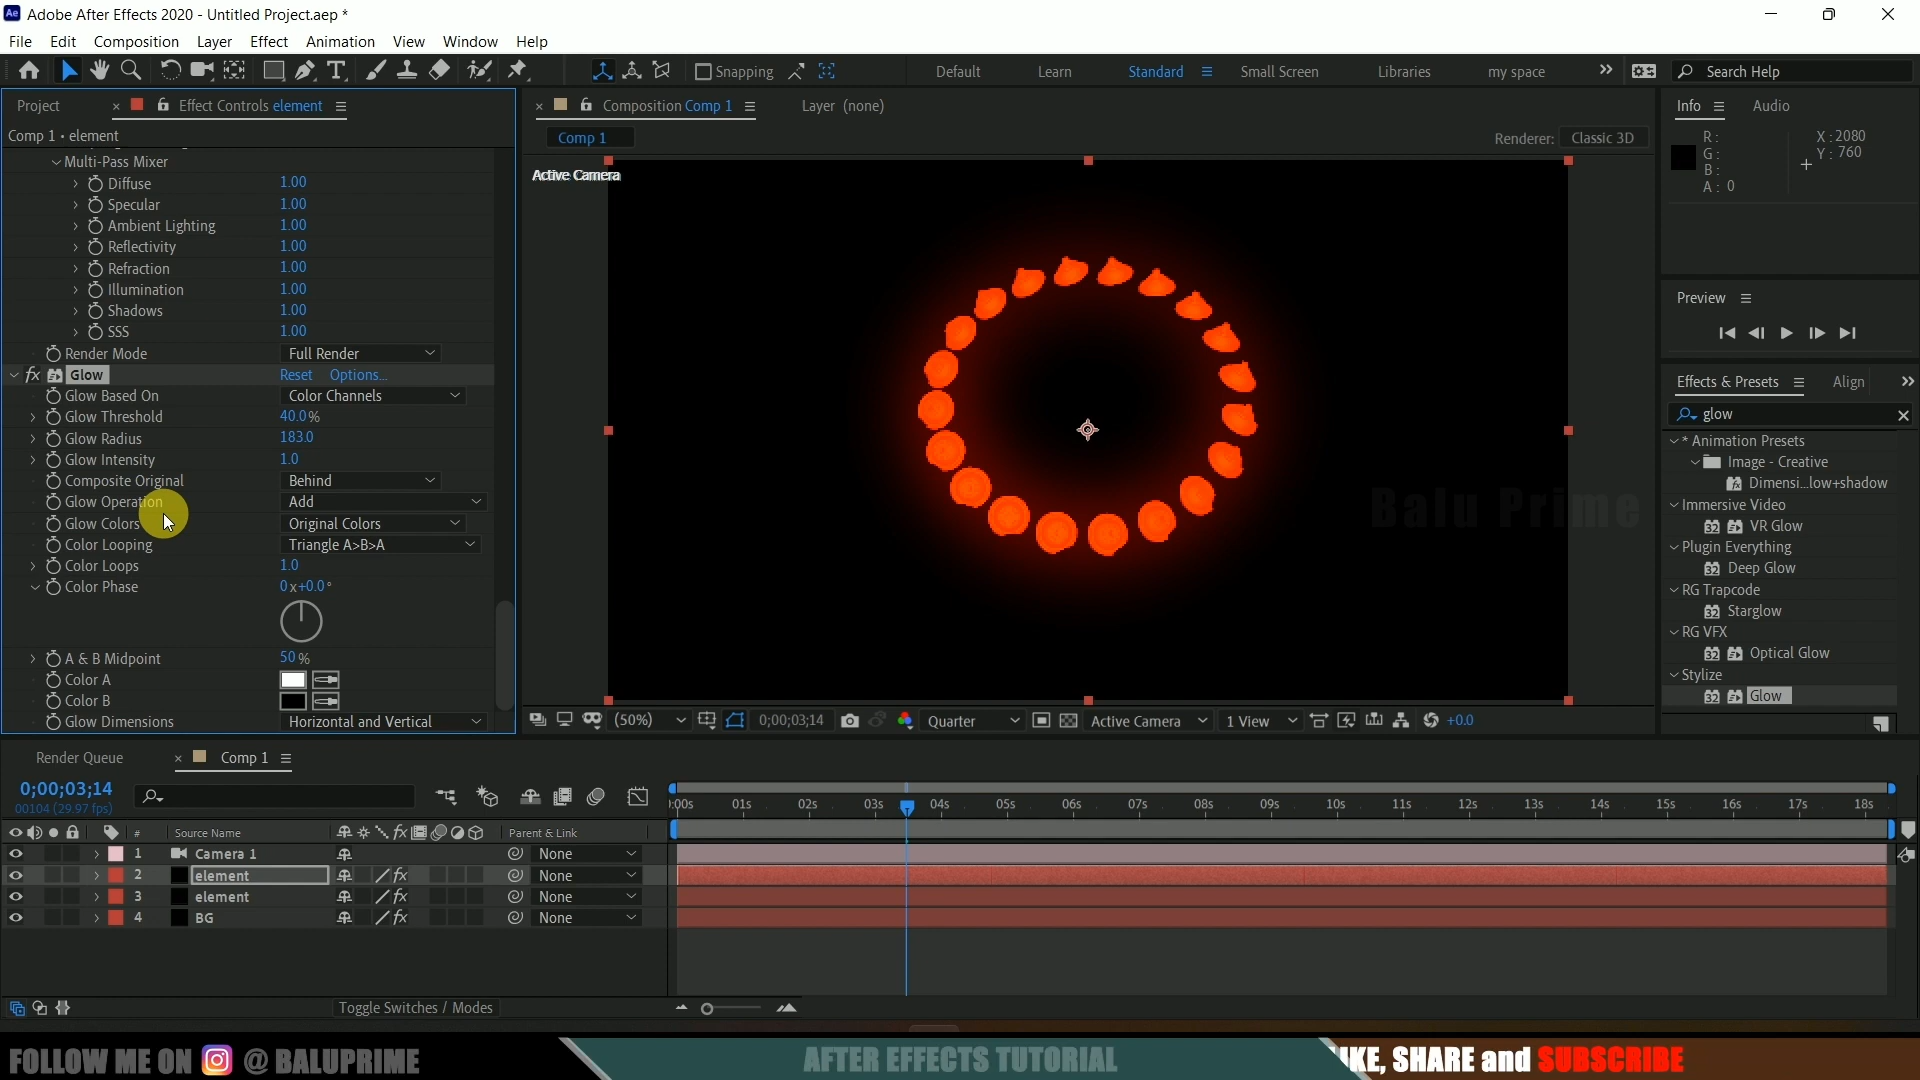 Adobe After Effects 2020 - Untitled Project.aep *
File Edit Composition Layer Effect Animation View Window Help
Snapping Default Learn Standard Small Screen Libraries my space Search Help
Project Effect Controls element
Composition Comp 1 Layer (none)
Info Audio
Comp 1 • element
Comp 1 Renderer: Classic 3D
R: X: 2080
G: Y: 760
B:
A: 0
Active Camera
Multi-Pass Mixer
Diffuse 1.00
Specular 1.00
Ambient Lighting 1.00
Reflectivity 1.00
Refraction 1.00
Illumination 1.00
Shadows 1.00
SSS 1.00
Render Mode Full Render
fx Glow Reset Options...
Glow Based On Color Channels
Glow Threshold 40.0%
Glow Radius 183.0
Glow Intensity 1.0
Composite Original Behind
Glow Operation Add
Glow Colors Original Colors
Color Looping Triangle A>B>A
Color Loops 1.0
Color Phase 0x+0.0°
A & B Midpoint 50%
Color A
Color B
Glow Dimensions Horizontal and Vertical
Balu Prime
Preview
Effects & Presets Align
glow
* Animation Presets
Image - Creative
Dimensi...low+shadow
Immersive Video
VR Glow
Plugin Everything
Deep Glow
RG Trapcode
Starglow
RG VFX
Optical Glow
Stylize
Glow
(50%) 0;00;03;14 Quarter Active Camera 1 View +0.0
Render Queue Comp 1
0;00;03;14
00104 (29.97 fps)
:00s 01s 02s 03s 04s 05s 06s 07s 08s 09s 10s 11s 12s 13s 14s 15s 16s 17s 18s
# Source Name fx Parent & Link
1 Camera 1 None
2 element fx None
3 element fx None
4 BG fx None
Toggle Switches / Modes
FOLLOW ME ON @ BALUPRIME
AFTER EFFECTS TUTORIAL
IKE, SHARE and SUBSCRIBE